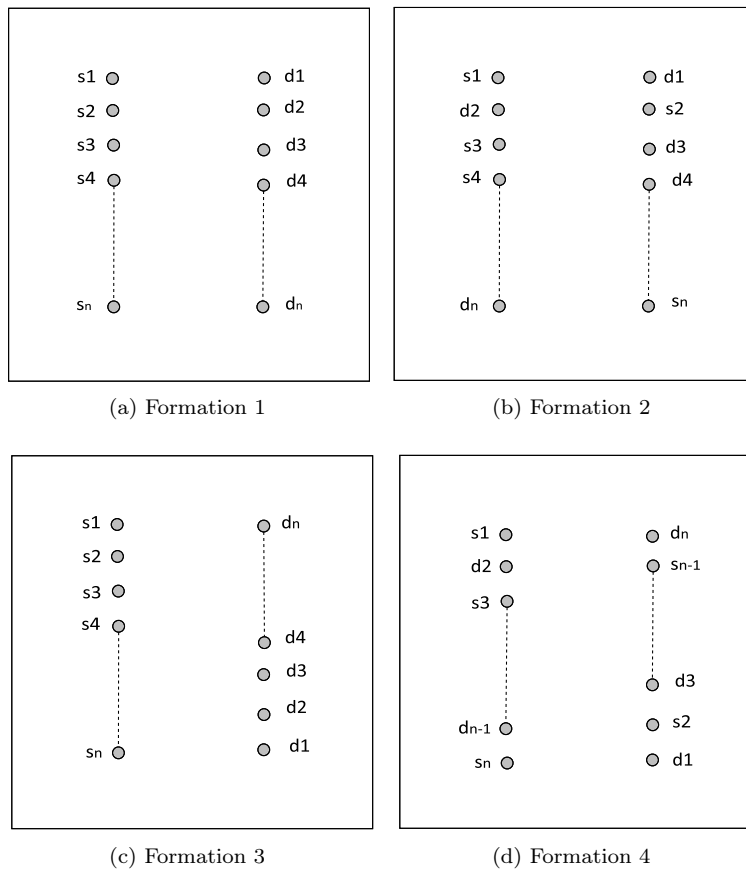 s1 d1
s2 d2
s3 d3
s4 d4
sn dn
(a) Formation 1
s1 d1
d2 s2
s3 d3
s4 d4
dn sn
(b) Formation 2
s1 dn
s2
s3
s4 d4
d3
d2
sn d1
(c) Formation 3
s1 dn
d2 sn-1
s3
d3
dn-1 s2
sn d1
(d) Formation 4